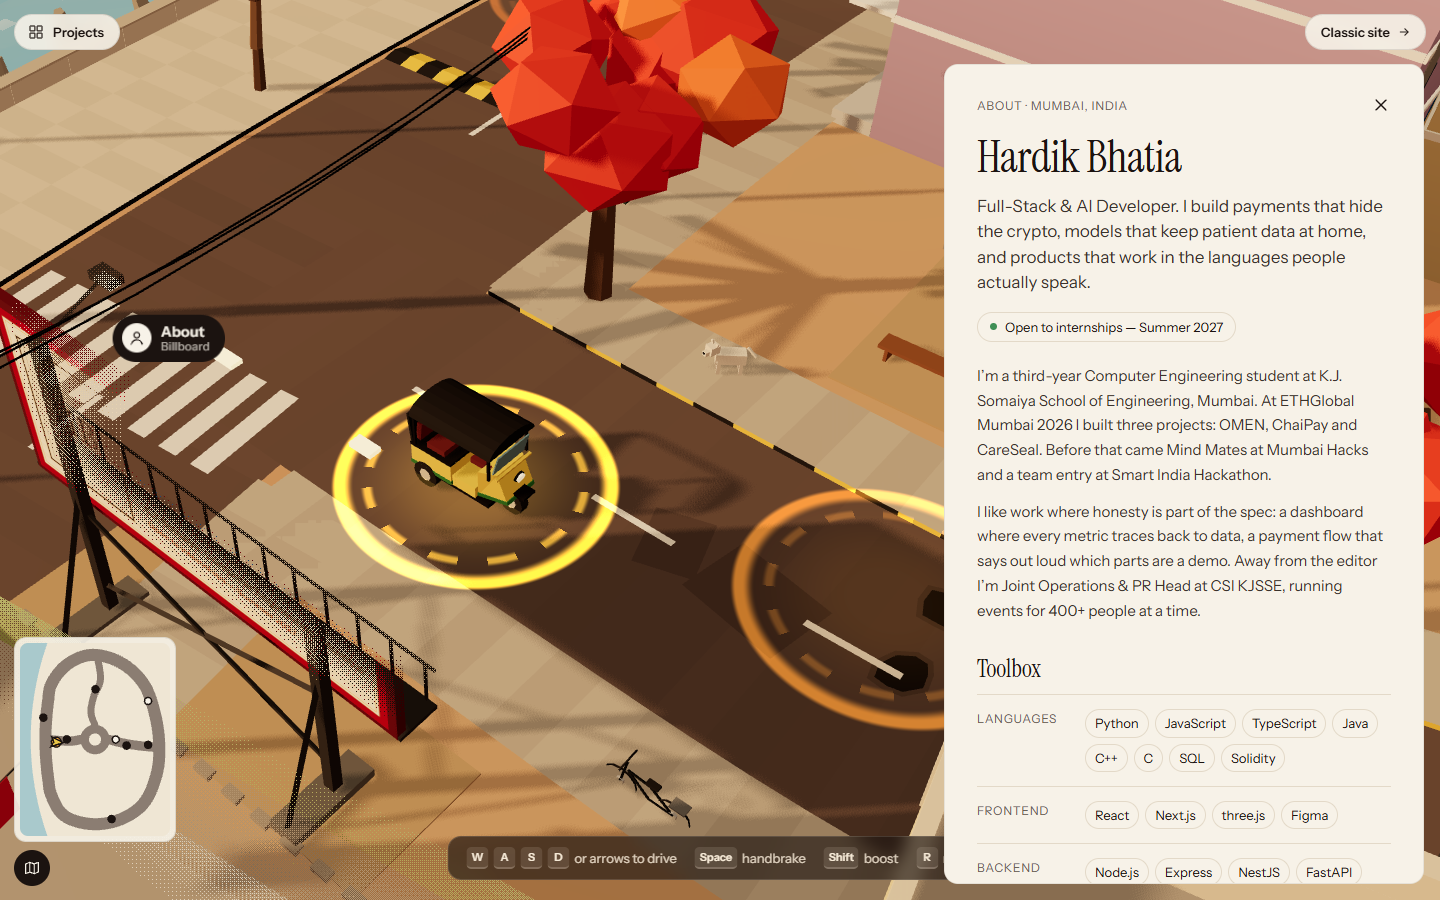 Projects
Classic site
ABOUT · MUMBAI, INDIA
Hardik Bhatia
Full-Stack & AI Developer. I build payments that hide
the crypto, models that keep patient data at home,
and products that work in the languages people
actually speak.
Open to internships — Summer 2027
I'm a third-year Computer Engineering student at K.J.
Somaiya School of Engineering, Mumbai. At ETHGlobal
Mumbai 2026 I built three projects: OMEN, ChaiPay and
CareSeal. Before that came Mind Mates at Mumbai Hacks
and a team entry at Smart India Hackathon.
I like work where honesty is part of the spec: a dashboard
where every metric traces back to data, a payment flow that
says out loud which parts are a demo. Away from the editor
I'm Joint Operations & PR Head at CSI KJSSE, running
events for 400+ people at a time.
Toolbox
LANGUAGES Python JavaScript TypeScript Java
C++ C SQL Solidity
FRONTEND React Next.js three.js Figma
BACKEND Node.js Express NestJS FastAPI
About
Billboard
W A S D or arrows to drive Space handbrake Shift boost R